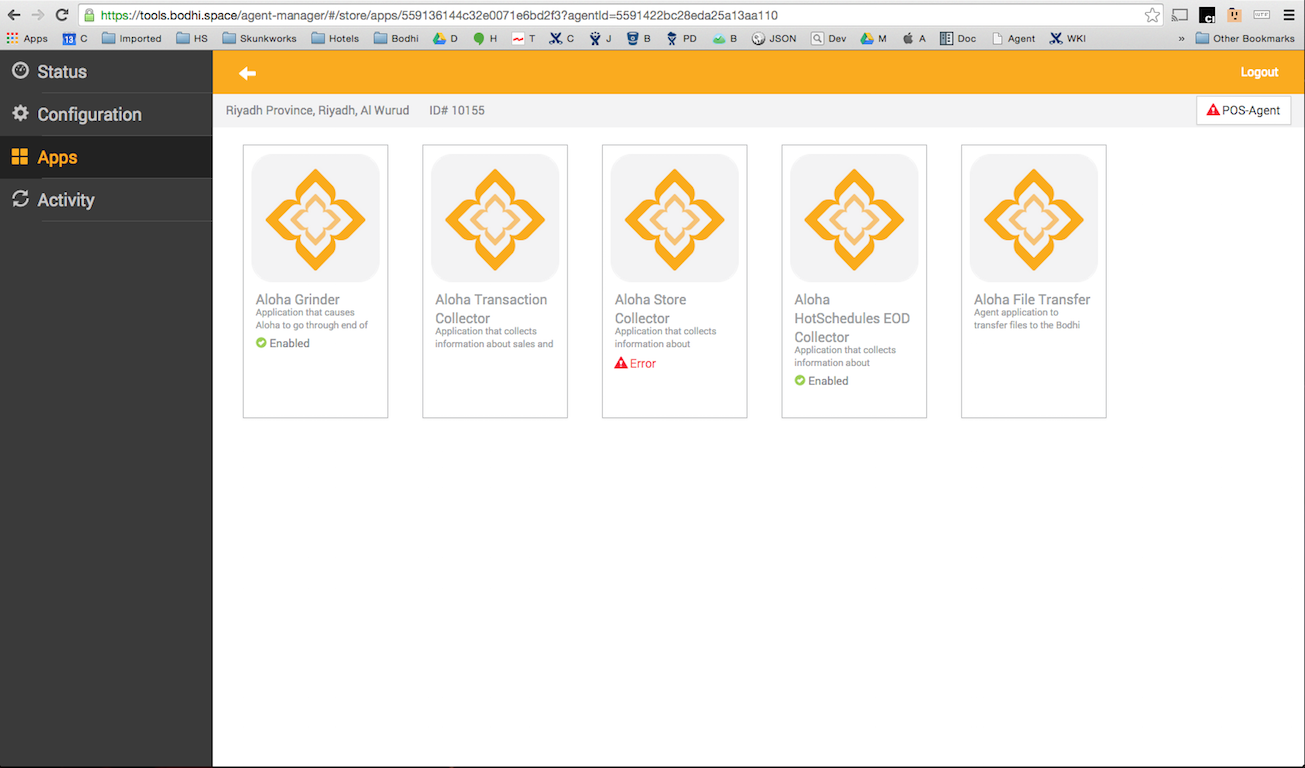 https://tools.bodhi.space/agent-manager/#/store/apps/559136144c32e0071e6bd2f3?agentId=5591422bc28eda25a13aa110
Apps 13 C Imported HS Skunkworks Hotels Bodhi D H T C J B PD B JSON Dev M A Doc Agent WKI » Other Bookmarks
Status
Configuration
Apps
Activity
Logout
Riyadh Province, Riyadh, Al Wurud ID# 10155
POS-Agent
Aloha Grinder
Application that causes
Aloha to go through end of
Enabled
Aloha Transaction
Collector
Application that collects
information about sales and
Aloha Store
Collector
Application that collects
information about
Error
Aloha
HotSchedules EOD
Collector
Application that collects
information about
Enabled
Aloha File Transfer
Agent application to
transfer files to the Bodhi